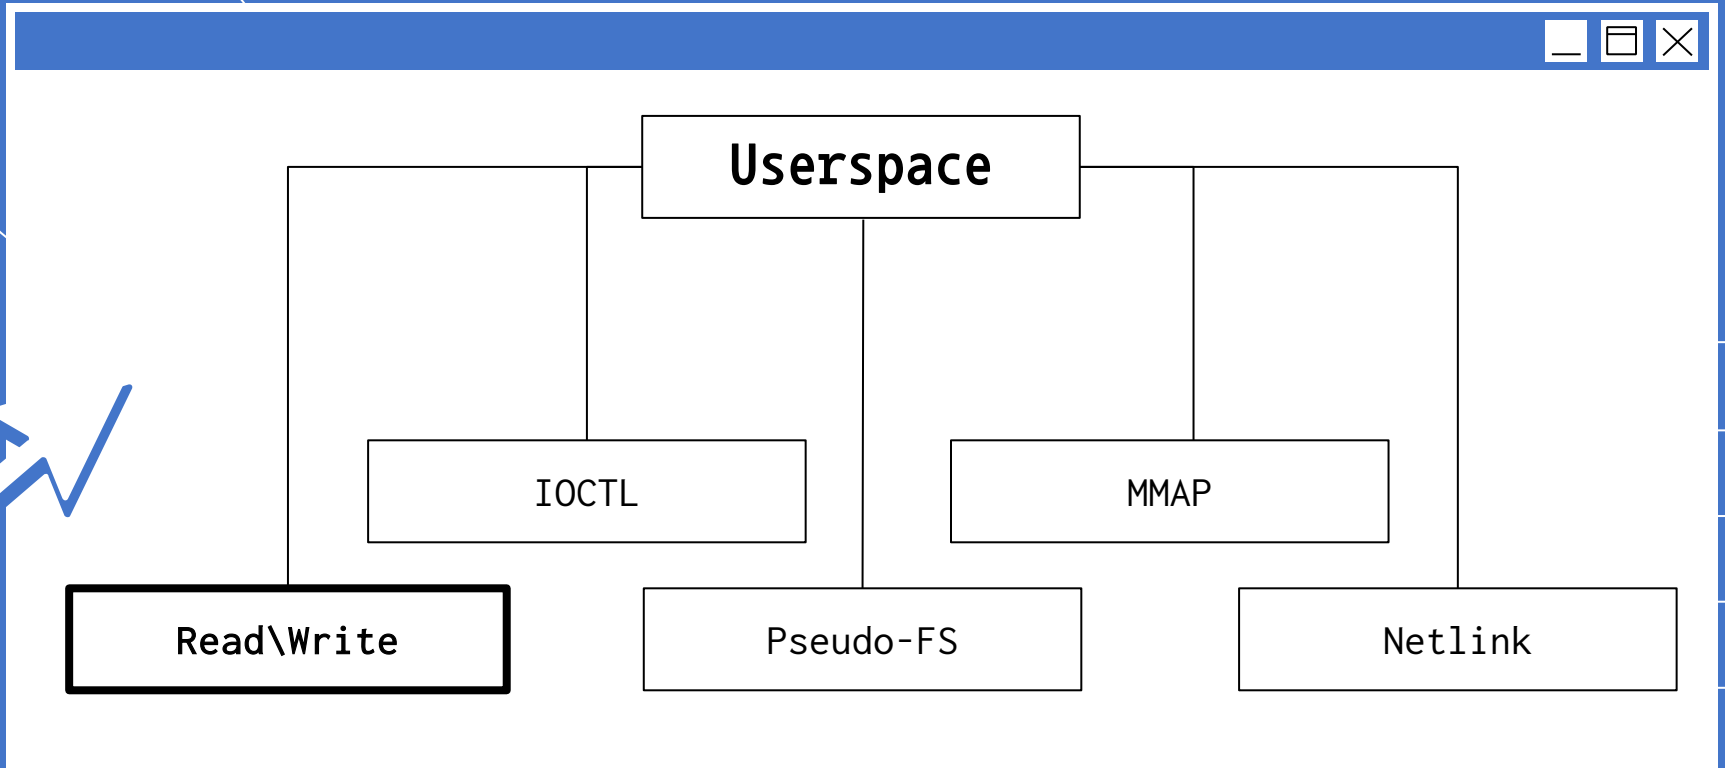 Userspace
IOCTL
MMAP
Read\Write
Pseudo-FS
Netlink